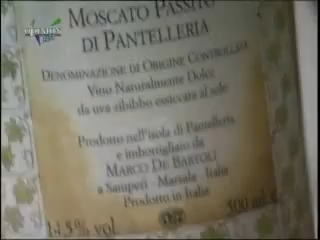 MOSCATO PASSITO
DI PANTELLERIA
DENOMINAZIONE DI ORIGINE CONTROLLATA
Vino Naturalmente Dolce
da uva zibibbo essiccata al sole
Prodotto nell'isola di Pantelleria
e imbottigliato da
MARCO DE BARTOLI
a Samperi - Marsala - Italia
Prodotto in Italia
14.5% vol
500 ml e